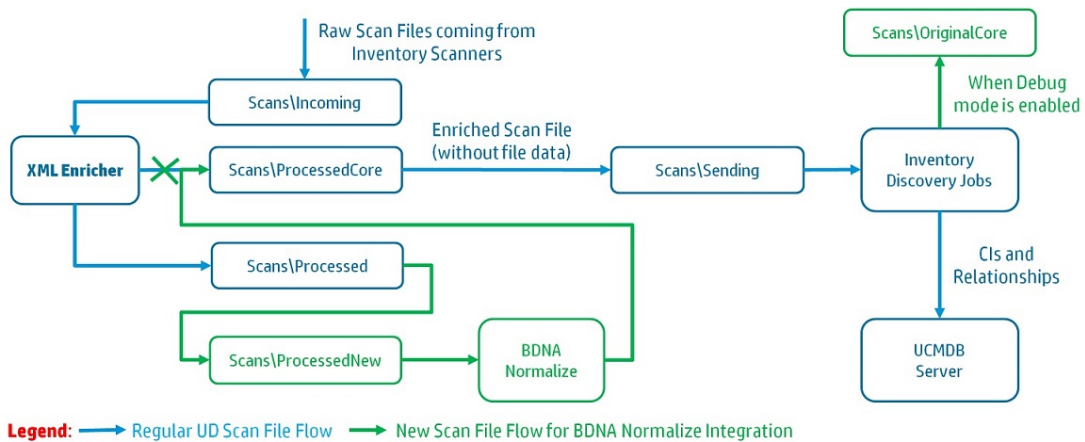 Raw Scan Files coming from
Inventory Scanners
Scans\OriginalCore
When Debug
mode is enabled
Scans\Incoming
Enriched Scan File
(without file data)
XML Enricher
Scans\ProcessedCore
Scans\Sending
Inventory
Discovery Jobs
Scans\Processed
CIs and
Relationships
Scans\ProcessedNew
BDNA
Normalize
UCMDB
Server
Legend: Regular UD Scan File Flow New Scan File Flow for BDNA Normalize Integration